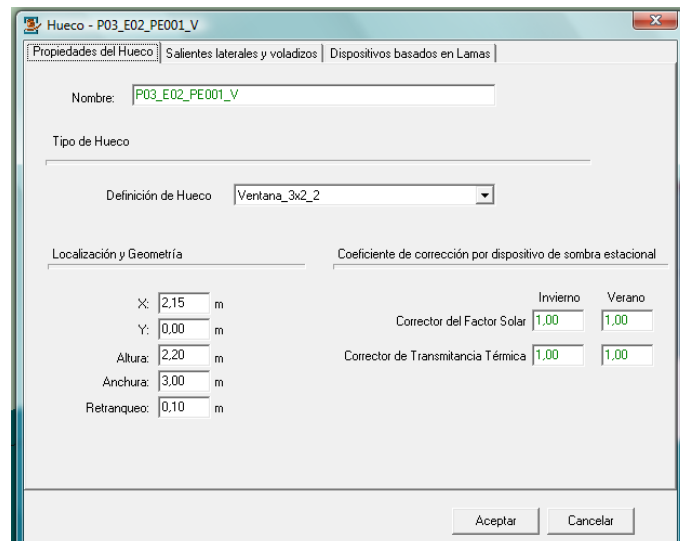 Hueco - P03_E02_PE001_V
Propiedades del Hueco Salientes laterales y voladizos Dispositivos basados en Lamas
Nombre: P03_E02_PE001_V
Tipo de Hueco
Definición de Hueco Ventana_3x2_2
Localización y Geometría Coeficiente de corrección por dispositivo de sombra estacional
Invierno Verano
X: 2,15 m
Corrector del Factor Solar 1,00 1,00
Y: 0,00 m
Altura: 2,20 m
Corrector de Transmitancia Térmica 1,00 1,00
Anchura: 3,00 m
Retranqueo: 0,10 m
Aceptar Cancelar